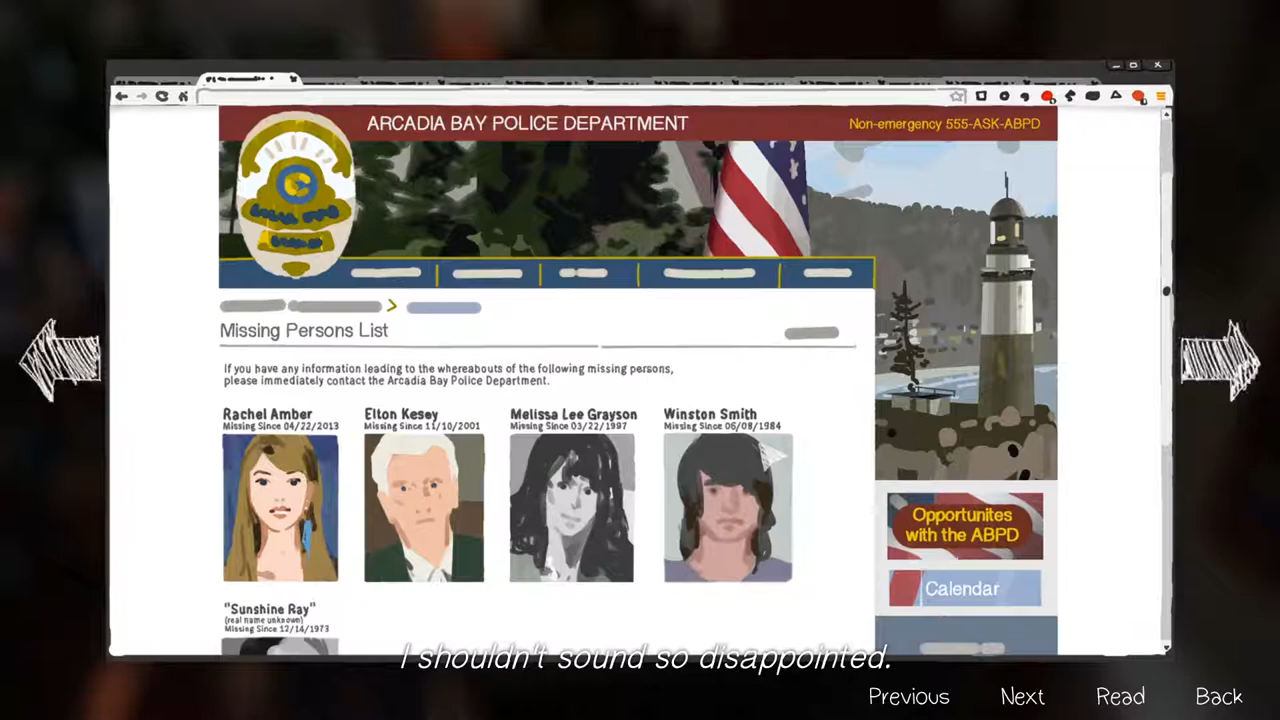 ARCADIA BAY POLICE DEPARTMENT
Non-emergency 555-ASK-ABPD
Missing Persons List
If you have any information leading to the whereabouts of the following missing persons,
please immediately contact the Arcadia Bay Police Department.
Rachel Amber
Missing Since 04/22/2013
Elton Kesey
Missing Since 11/10/2001
Melissa Lee Grayson
Missing Since 03/22/1997
Winston Smith
Missing Since 06/08/1984
Opportunites
with the ABPD
Calendar
"Sunshine Ray"
(real name unknown)
Missing Since 12/14/1973
I shouldn't sound so disappointed.
Previous
Next
Read
Back